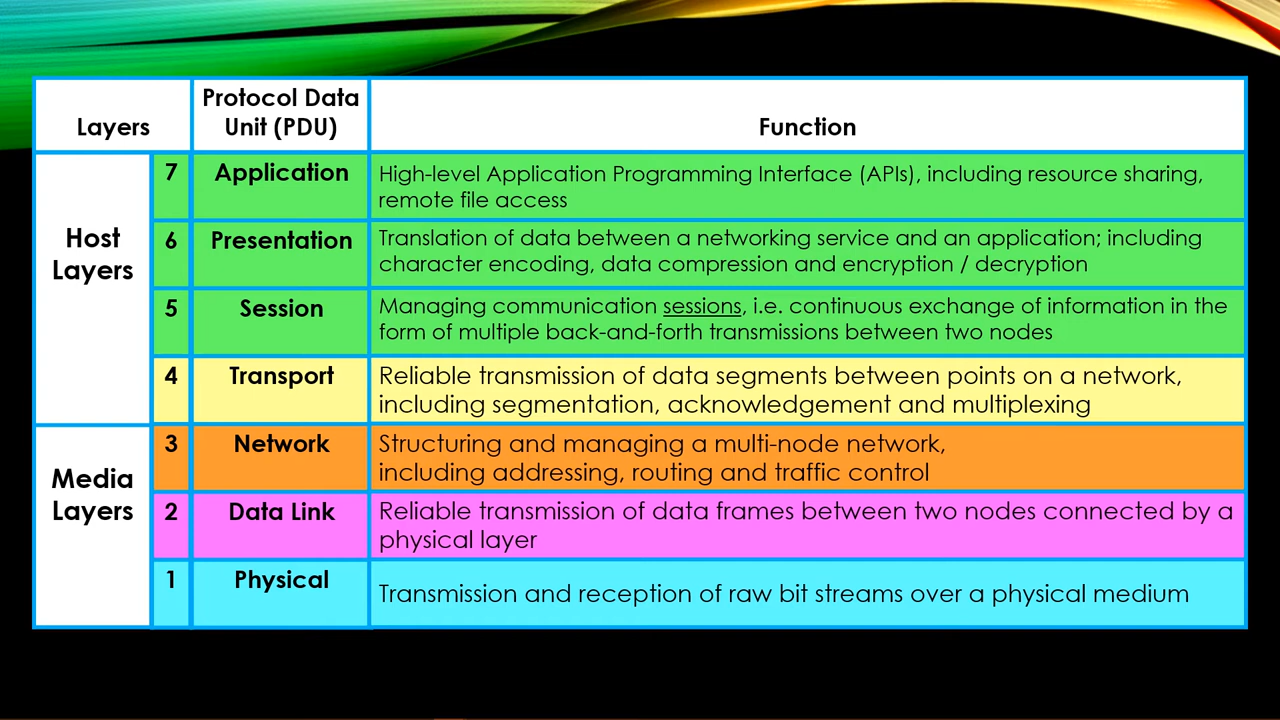 Layers
Protocol Data
Unit (PDU)
Function
Host
Layers
7
Application
High-level Application Programming Interface (APIs), including resource sharing,
remote file access
6
Presentation
Translation of data between a networking service and an application; including
character encoding, data compression and encryption / decryption
5
Session
Managing communication sessions, i.e. continuous exchange of information in the
form of multiple back-and-forth transmissions between two nodes
4
Transport
Reliable transmission of data segments between points on a network,
including segmentation, acknowledgement and multiplexing
Media
Layers
3
Network
Structuring and managing a multi-node network,
including addressing, routing and traffic control
2
Data Link
Reliable transmission of data frames between two nodes connected by a
physical layer
1
Physical
Transmission and reception of raw bit streams over a physical medium